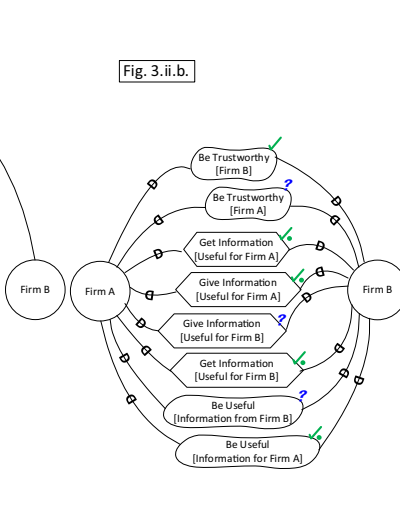 Fig. 3.ii.b.
Be Trustworthy
[Firm B]
?
Be Trustworthy
[Firm A]
Get Information
[Useful for Firm A]
Firm B
Firm A
Give Information
[Useful for Firm A]
Firm B
?
Give Information
[Useful for Firm B]
Get Information
[Useful for Firm B]
?
Be Useful
[Information from Firm B]
Be Useful
[Information for Firm A]